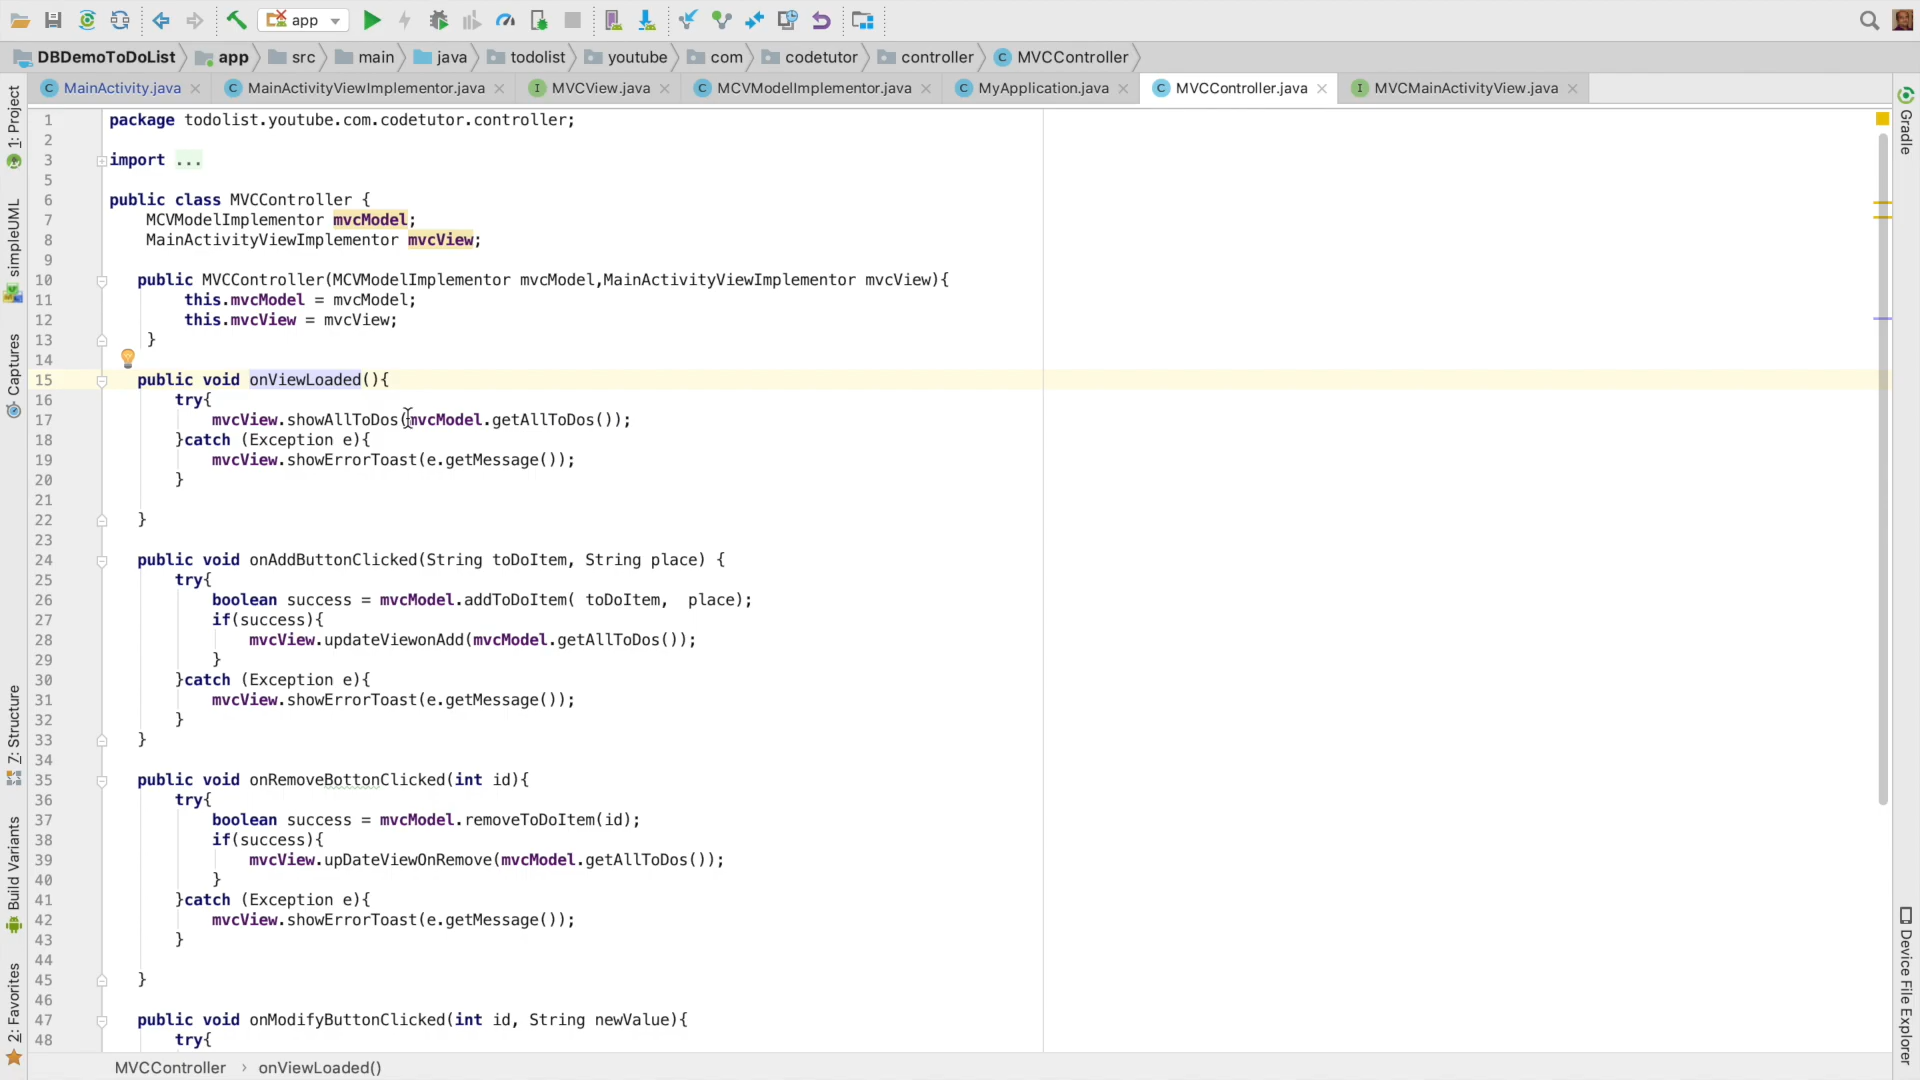 app
DBDemoToDoList app src main java todolist youtube com codetutor controller MVCController
MainActivity.java MainActivityViewImplementor.java MVCView.java MCVModelImplementor.java MyApplication.java MVCController.java MVCMainActivityView.java
1: Project
simpleUML
Captures
7: Structure
Build Variants
2: Favorites
1 package todolist.youtube.com.codetutor.controller;
2
3 import ...
5
6 public class MVCController {
7 MCVModelImplementor mvcModel;
8 MainActivityViewImplementor mvcView;
9
10 public MVCController(MCVModelImplementor mvcModel,MainActivityViewImplementor mvcView){
11 this.mvcModel = mvcModel;
12 this.mvcView = mvcView;
13 }
14
15 public void onViewLoaded(){
16 try{
17 mvcView.showAllToDos(mvcModel.getAllToDos());
18 }catch (Exception e){
19 mvcView.showErrorToast(e.getMessage());
20 }
21
22 }
23
24 public void onAddButtonClicked(String toDoItem, String place) {
25 try{
26 boolean success = mvcModel.addToDoItem( toDoItem,  place);
27 if(success){
28 mvcView.updateViewonAdd(mvcModel.getAllToDos());
29 }
30 }catch (Exception e){
31 mvcView.showErrorToast(e.getMessage());
32 }
33 }
34
35 public void onRemoveBottonClicked(int id){
36 try{
37 boolean success = mvcModel.removeToDoItem(id);
38 if(success){
39 mvcView.upDateViewOnRemove(mvcModel.getAllToDos());
40 }
41 }catch (Exception e){
42 mvcView.showErrorToast(e.getMessage());
43 }
44
45 }
46
47 public void onModifyButtonClicked(int id, String newValue){
48 try{
Gradle
Device File Explorer
MVCController › onViewLoaded()